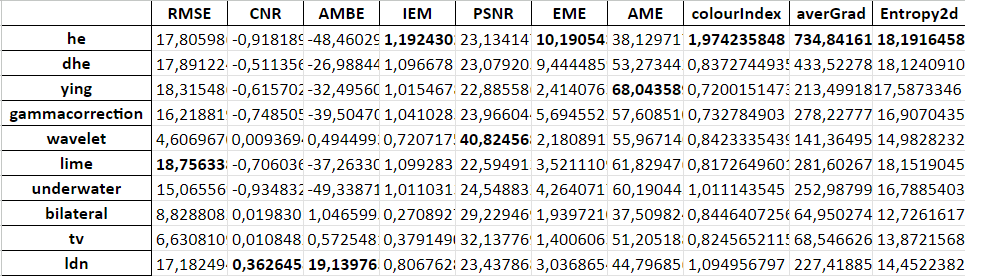 RMSE CNR AMBE IEM PSNR EME AME colourIndex averGrad Entropy2d
he 17,80598 -0,918189 -48,46029 1,192430 23,13414 10,19054 38,12971 1,974235848 734,84161 18,1916458
dhe 17,89122 -0,511356 -26,98844 1,096678 23,07920 9,444485 53,27344 0,8372744935 433,52278 18,1240910
ying 18,31548 -0,615702 -32,49560 1,015467 22,88558 2,414076 68,04358 0,7200151473 213,49918 17,5873346
gammacorrection 16,21881 -0,748505 -39,50470 1,041028 23,96604 5,694552 57,60851 0,732784903 278,22777 16,9070435
wavelet 4,606967 0,009369 0,494499 0,720717 40,82456 2,180891 55,96714 0,8423335439 141,36495 14,9828232
lime 18,75633 -0,706036 -37,26330 1,099283 22,59491 3,521110 61,82947 0,8172649601 281,60267 18,1519045
underwater 15,06556 -0,934832 -49,33871 1,011031 24,54883 4,264071 60,19044 1,011143545 252,98799 16,7885403
bilateral 8,828808 0,019830 1,046599 0,270892 29,22946 1,939721 37,50982 0,8446407256 64,950274 12,7261617
tv 6,630810 0,010848 0,572548 0,379149 32,13776 1,400606 51,20518 0,8245652115 68,546626 13,8721568
ldn 17,18249 0,362645 19,13976 0,806762 23,43786 3,036865 44,79685 1,094956797 227,41885 14,4522382